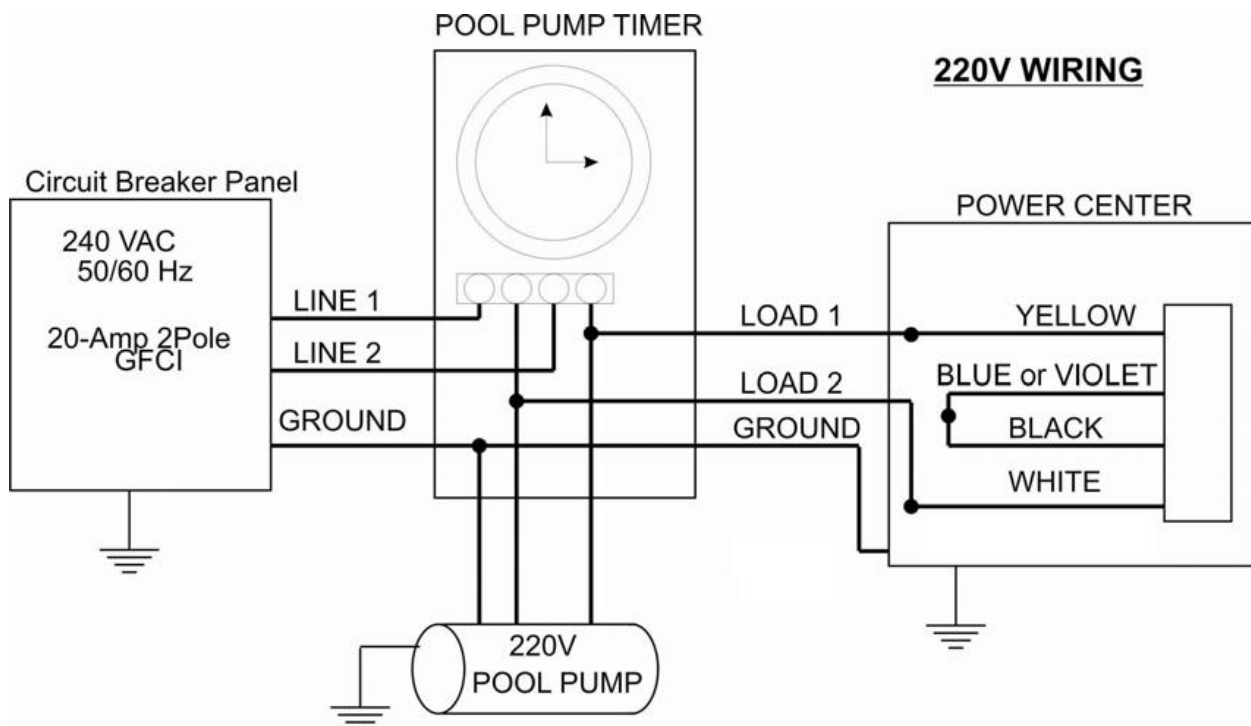 POOL PUMP TIMER
220V WIRING
Circuit Breaker Panel
240 VAC
50/60 Hz
20-Amp 2Pole
GFCI
LINE 1
LINE 2
GROUND
LOAD 1
LOAD 2
GROUND
POWER CENTER
YELLOW
BLUE or VIOLET
BLACK
WHITE
220V
POOL PUMP